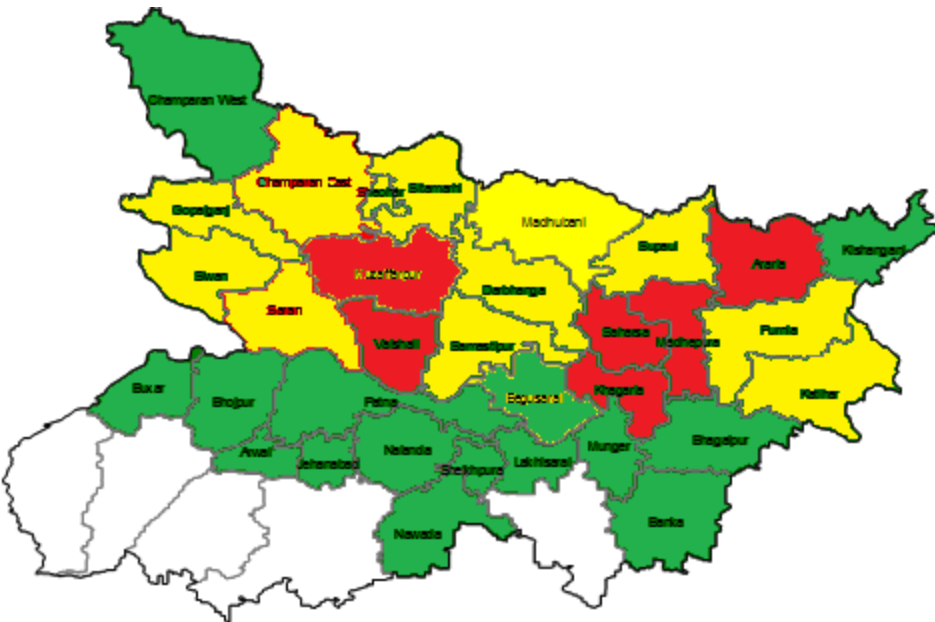 Champaran West
Champaran East
Sheohar
Sitamarhi
Gopalganj
Madhubani
Supaul
Araria
Kishanganj
Siwan
Muzaffarpur
Darbhanga
Saran
Vaishali
Samastipur
Saharsa
Madhepura
Purnia
Buxar
Bhojpur
Patna
Begusarai
Khagaria
Katihar
Arwal
Jehanabad
Nalanda
Sheikhpura
Lakhisarai
Munger
Bhagalpur
Nawada
Banka